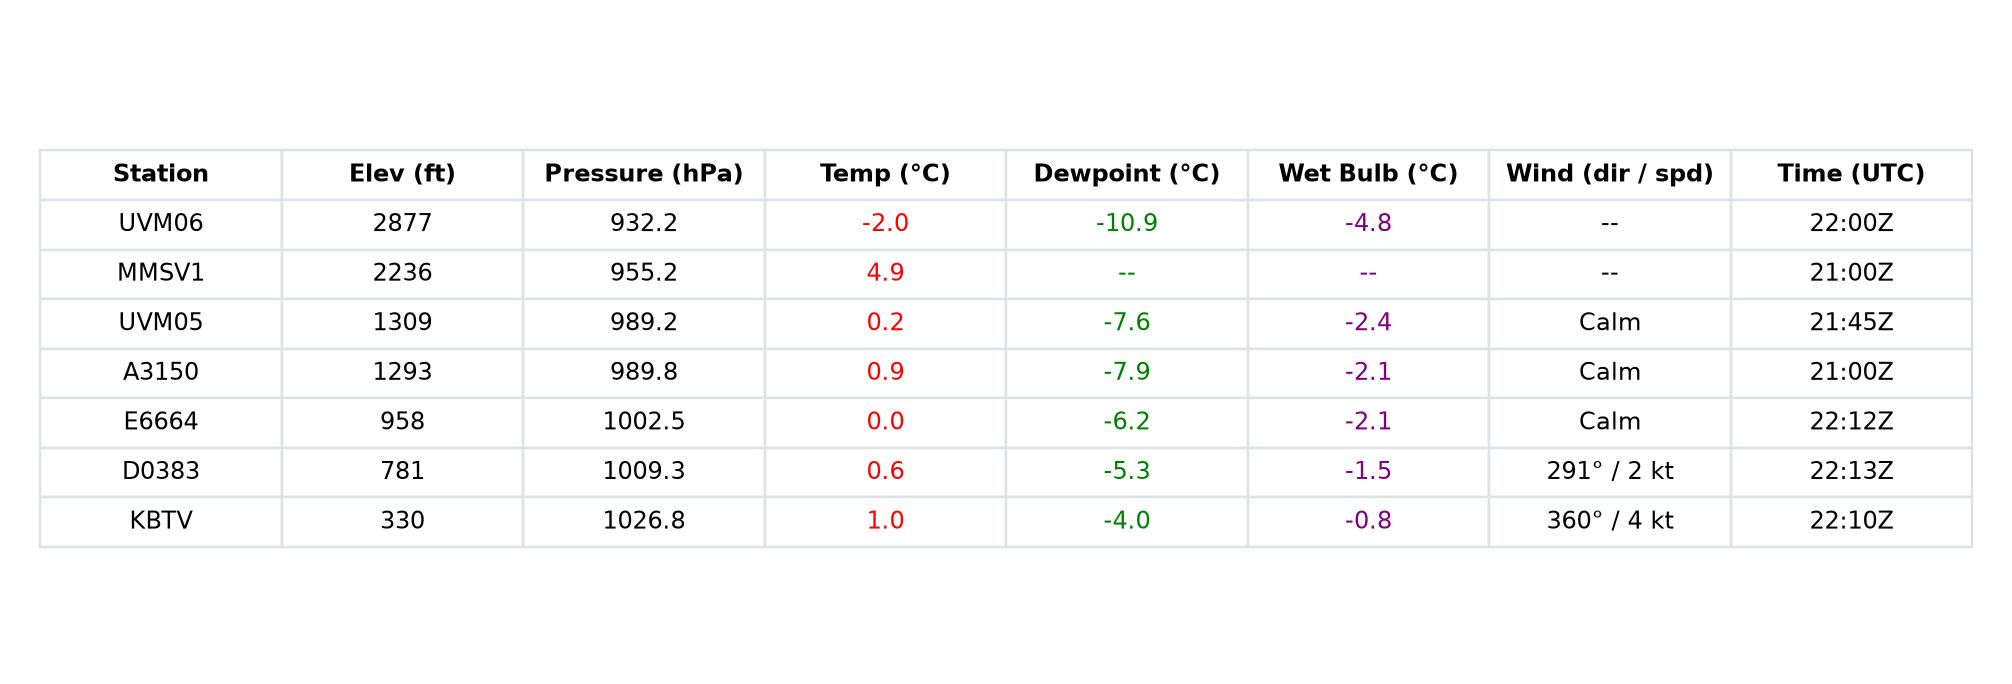 Station Elev (ft) Pressure (hPa) Temp (°C) Dewpoint (°C) Wet Bulb (°C) Wind (dir / spd) Time (UTC)
UVM06 2877 932.2 -2.0 -10.9 -4.8 -- 22:00Z
MMSV1 2236 955.2 4.9 -- -- -- 21:00Z
UVM05 1309 989.2 0.2 -7.6 -2.4 Calm 21:45Z
A3150 1293 989.8 0.9 -7.9 -2.1 Calm 21:00Z
E6664 958 1002.5 0.0 -6.2 -2.1 Calm 22:12Z
D0383 781 1009.3 0.6 -5.3 -1.5 291° / 2 kt 22:13Z
KBTV 330 1026.8 1.0 -4.0 -0.8 360° / 4 kt 22:10Z